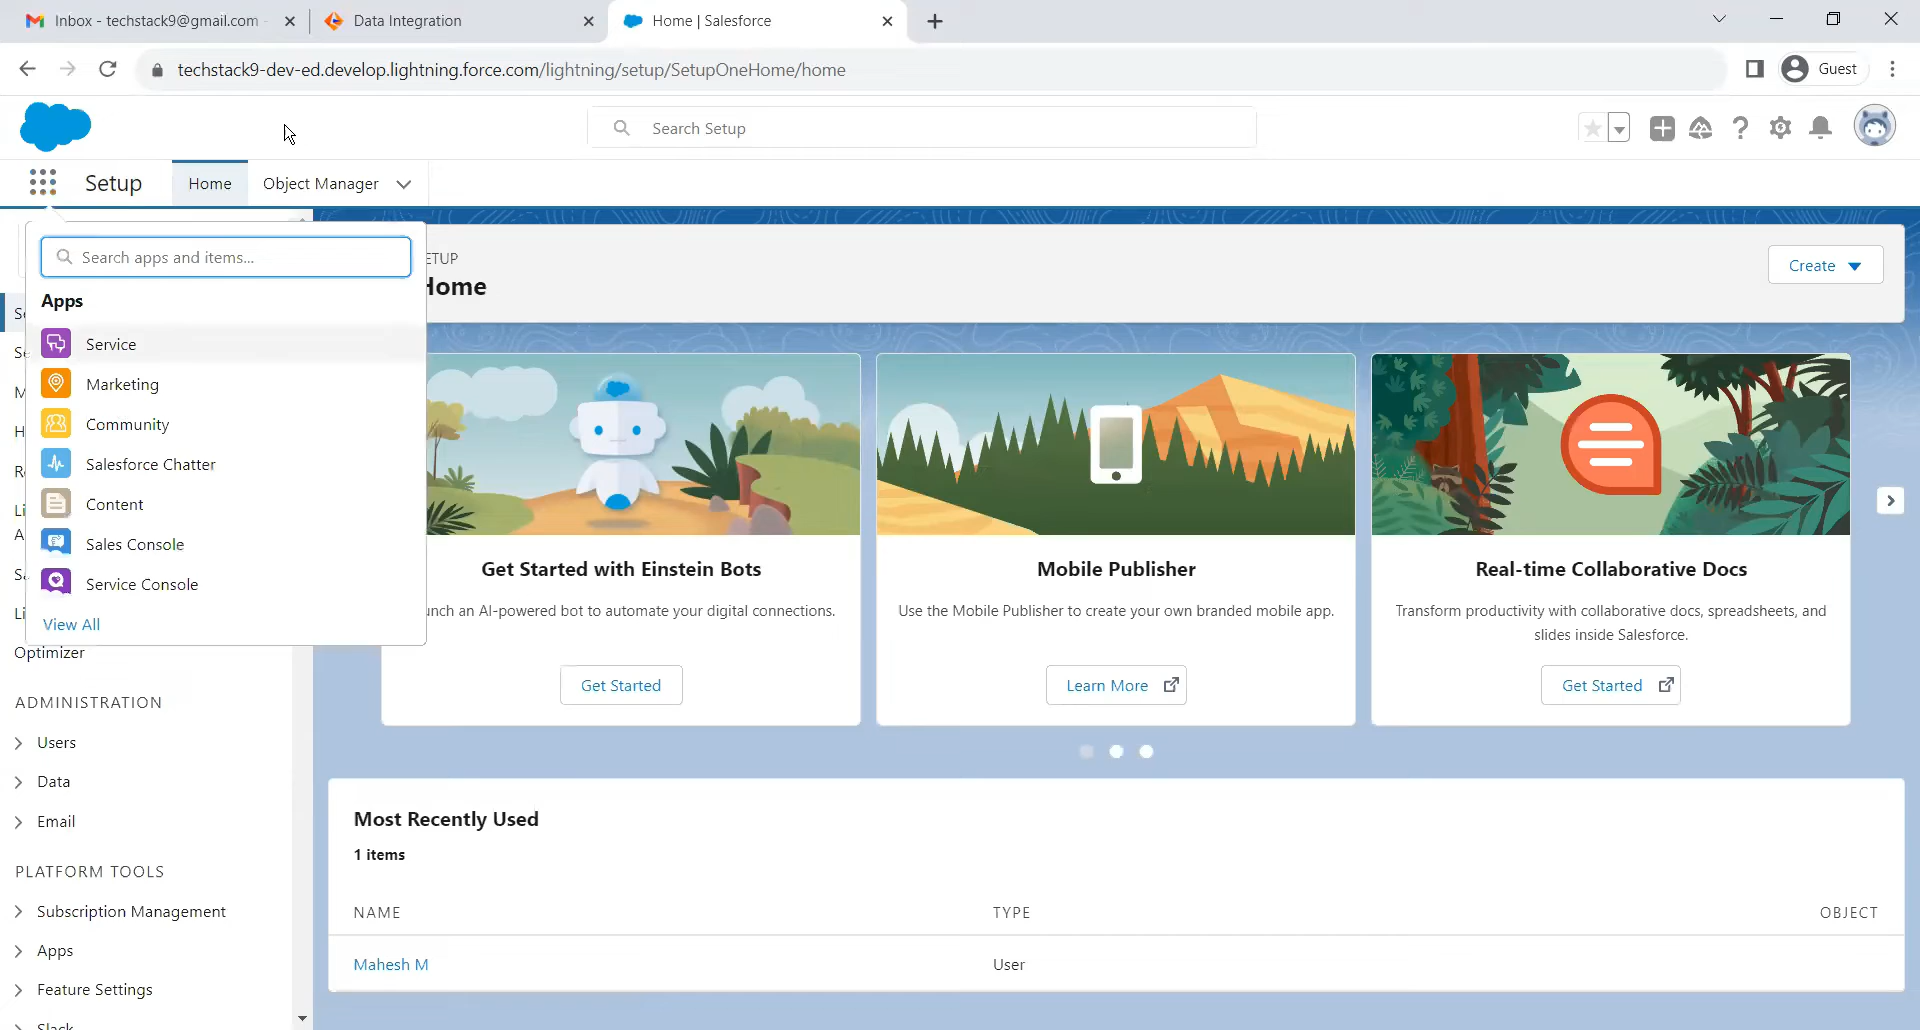 Inbox - techstack9@gmail.com -
Data Integration
Home | Salesforce
techstack9-dev-ed.develop.lightning.force.com/lightning/setup/SetupOneHome/home
Guest
Search Setup
Setup
Home
Object Manager
Search apps and items...
Apps
Service
Marketing
Community
Salesforce Chatter
Content
Sales Console
Service Console
View All
Optimizer
ADMINISTRATION
Users
Data
Email
PLATFORM TOOLS
Subscription Management
Apps
Feature Settings
Slack
ETUP
Home
Create
Get Started with Einstein Bots
unch an AI-powered bot to automate your digital connections.
Get Started
Mobile Publisher
Use the Mobile Publisher to create your own branded mobile app.
Learn More
Real-time Collaborative Docs
Transform productivity with collaborative docs, spreadsheets, and
slides inside Salesforce.
Get Started
Most Recently Used
1 items
NAME TYPE OBJECT
Mahesh M User